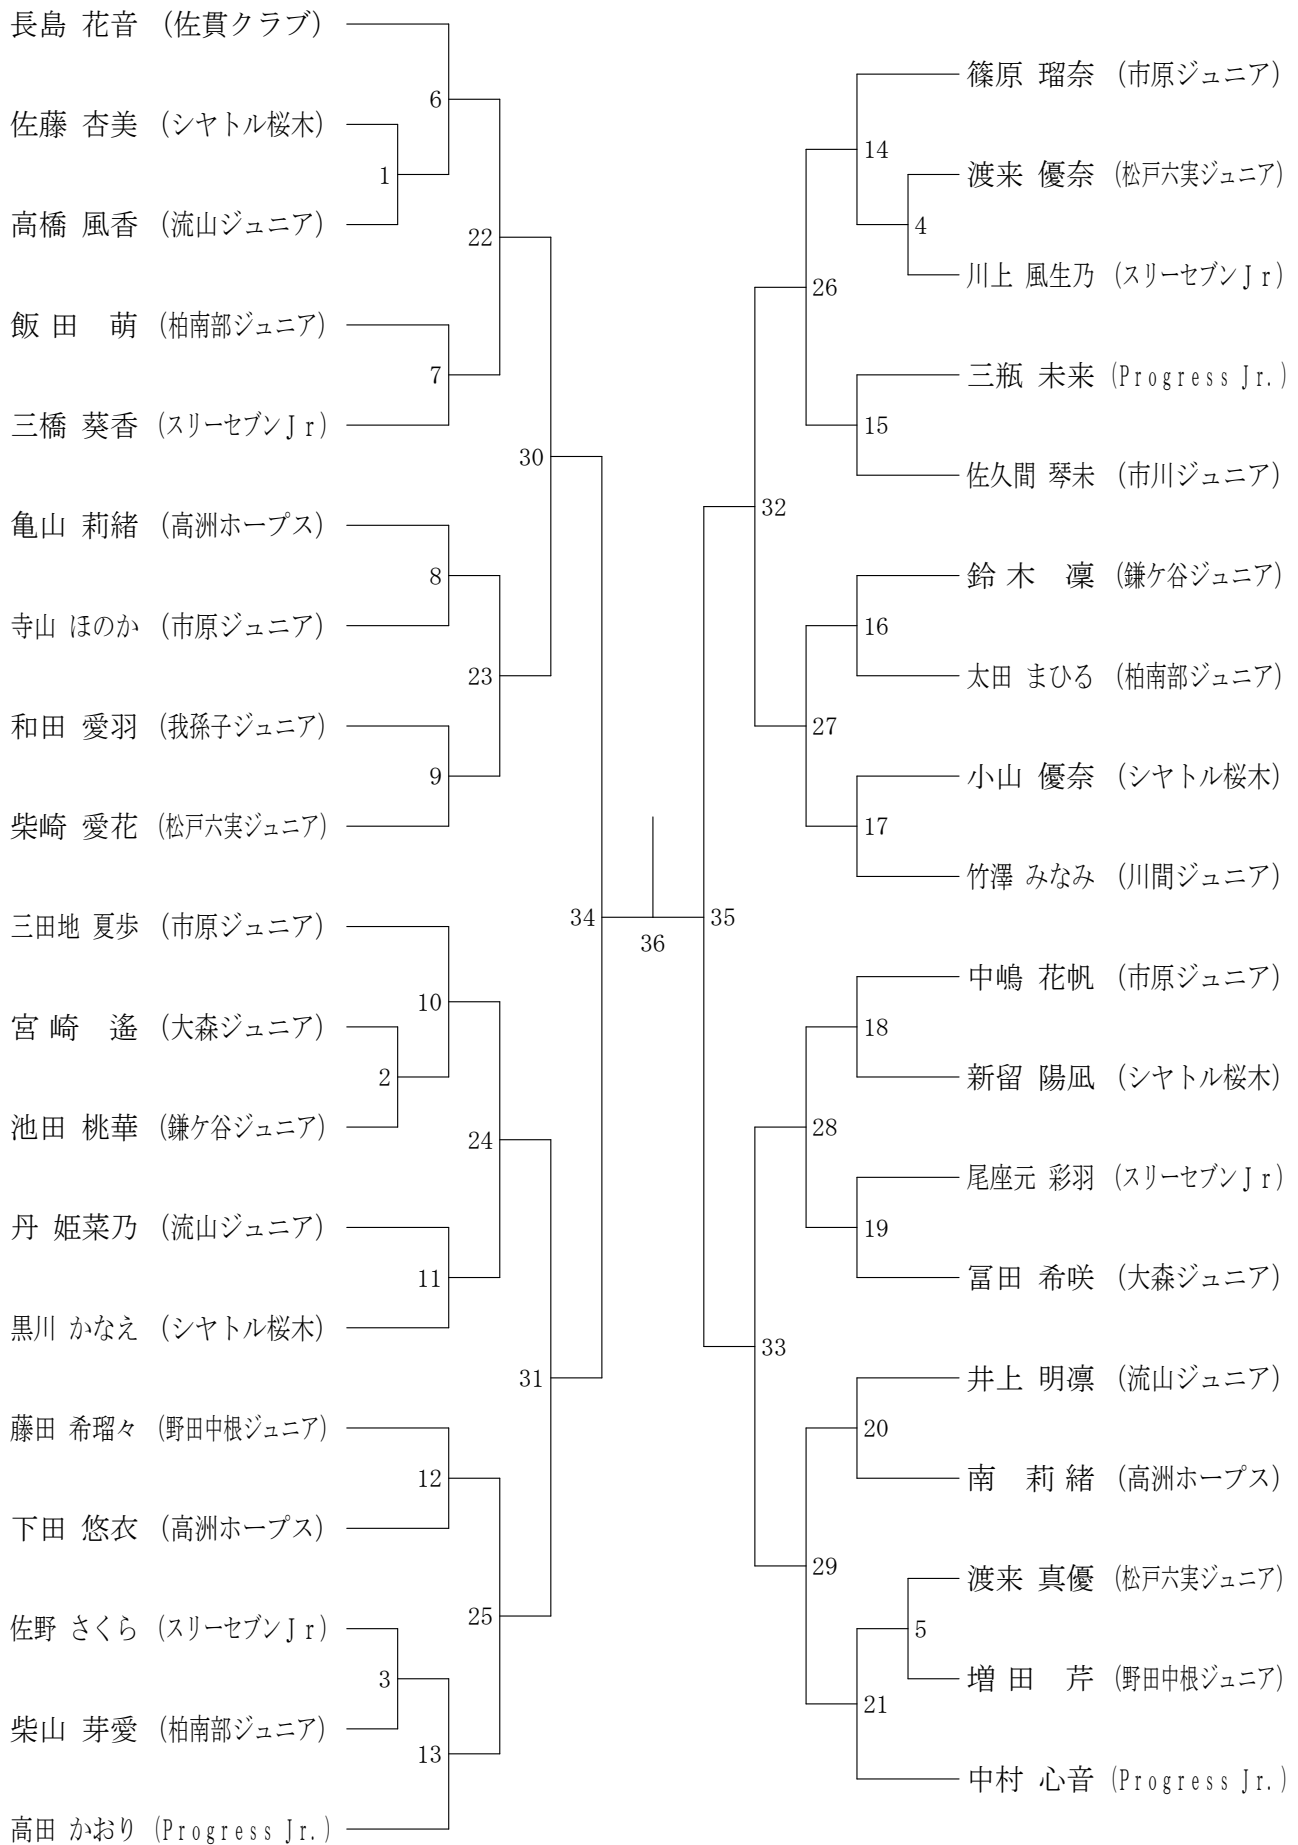 長島 花音 (佐貫クラブ)
6
佐藤 杏美 (シヤトル桜木)
1
高橋 風香 (流山ジュニア)
22
飯田 萌 (柏南部ジュニア)
7
三橋 葵香 (スリーセブンＪｒ)
30
亀山 莉緒 (高洲ホープス)
8
寺山 ほのか (市原ジュニア)
23
和田 愛羽 (我孫子ジュニア)
9
柴崎 愛花 (松戸六実ジュニア)
34
三田地 夏歩 (市原ジュニア)
10
宮崎 遙 (大森ジュニア)
2
池田 桃華 (鎌ケ谷ジュニア)
24
丹 姫菜乃 (流山ジュニア)
11
黒川 かなえ (シヤトル桜木)
31
藤田 希瑠々 (野田中根ジュニア)
12
下田 悠衣 (高洲ホープス)
25
佐野 さくら (スリーセブンＪｒ)
3
柴山 芽愛 (柏南部ジュニア)
13
高田 かおり (Progress Jr.)
36
篠原 瑠奈 (市原ジュニア)
14
渡来 優奈 (松戸六実ジュニア)
4
川上 風生乃 (スリーセブンＪｒ)
26
三瓶 未来 (Progress Jr.)
15
佐久間 琴未 (市川ジュニア)
32
鈴木 凜 (鎌ケ谷ジュニア)
16
太田 まひる (柏南部ジュニア)
27
小山 優奈 (シヤトル桜木)
17
竹澤 みなみ (川間ジュニア)
35
中嶋 花帆 (市原ジュニア)
18
新留 陽凪 (シヤトル桜木)
28
尾座元 彩羽 (スリーセブンＪｒ)
19
冨田 希咲 (大森ジュニア)
33
井上 明凛 (流山ジュニア)
20
南 莉緒 (高洲ホープス)
29
渡来 真優 (松戸六実ジュニア)
5
増田 芹 (野田中根ジュニア)
21
中村 心音 (Progress Jr.)